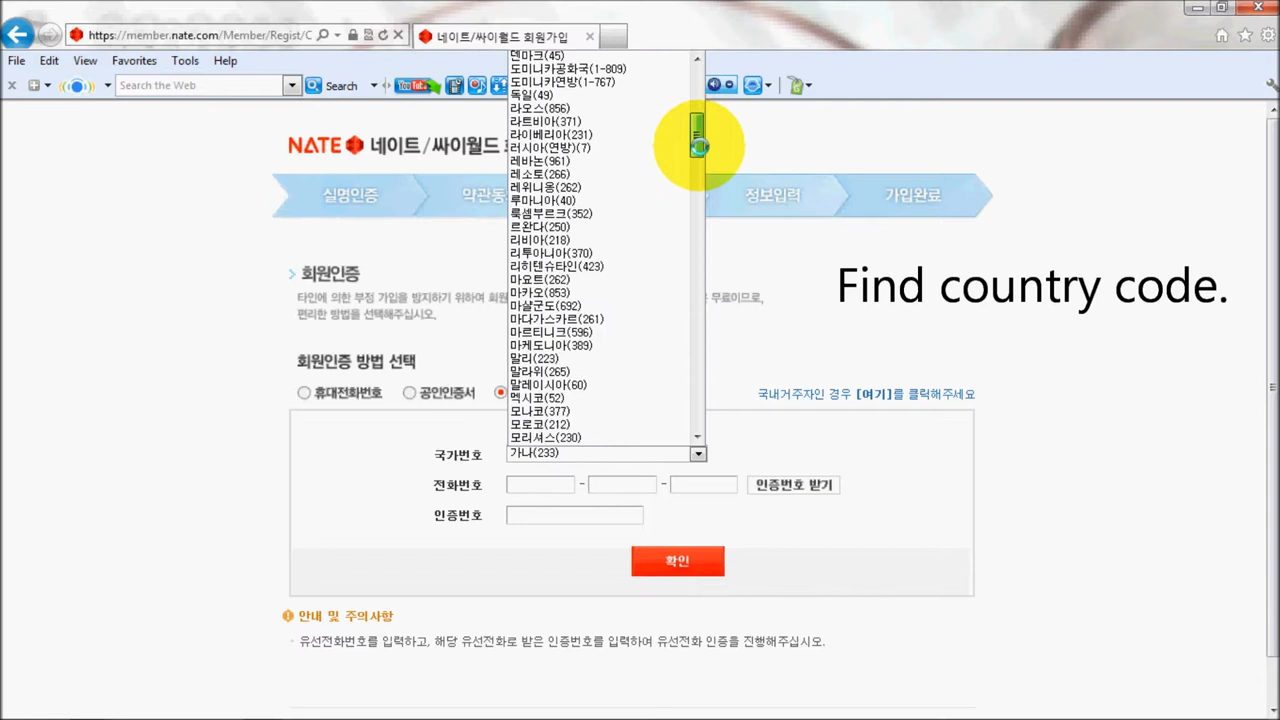 https://member.nate.com/Member/Regist/C
네이트/싸이월드 회원가입
File Edit View Favorites Tools Help
Search the Web
Search
You Tube
NATE 네이트/싸이월드
실명인증
약관동
정보입력
가입완료
덴마크(45)
도미니카공화국(1-809)
도미니카연방(1-767)
독일(49)
라오스(856)
라트비아(371)
라이베리아(231)
러시아(연방)(7)
레바논(961)
레소토(266)
레위니옹(262)
루마니아(40)
룩셈부르크(352)
르완다(250)
리비아(218)
리투아니아(370)
리히텐슈타인(423)
마요트(262)
마카오(853)
마샬군도(692)
마다가스카르(261)
마르티니크(596)
마케도니아(389)
말리(223)
말라위(265)
말레이시아(60)
멕시코(52)
모나코(377)
모로코(212)
모리셔스(230)
Find country code.
회원인증
타인에 의한 부정 가입을 방지하기 위하여 회원 무료이므로,
편리한 방법을 선택해주십시오.
회원인증 방법 선택
휴대전화번호
공인인증서
국내거주자인 경우 [여기]를 클릭해주세요
국가번호 가나(233)
전화번호 - - 인증번호 받기
인증번호
확인
안내 및 주의사항
· 유선전화번호를 입력하고, 해당 유선전화로 받은 인증번호를 입력하여 유선전화 인증을 진행해주십시오.